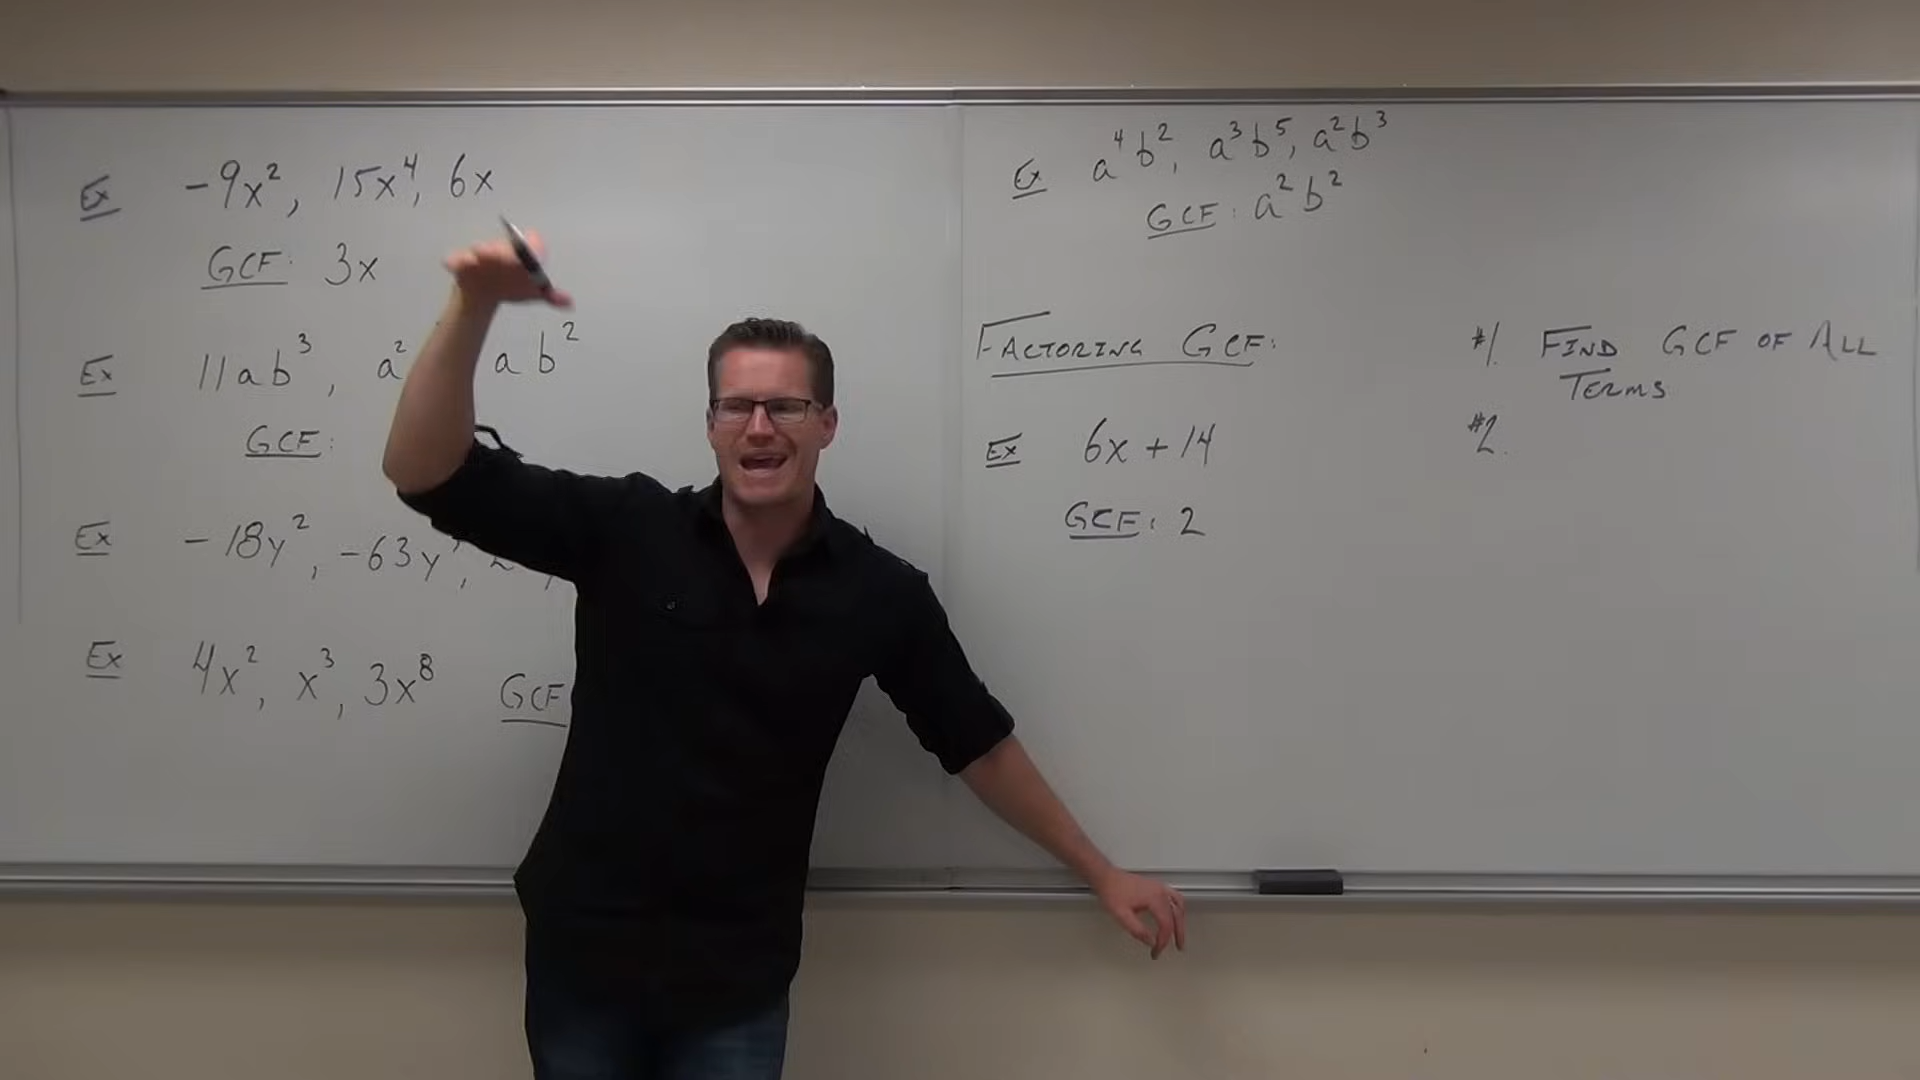 Ex -9x², 15x⁴, 6x
GCF: 3x
Ex 11ab³, a² ab²
GCF:
Ex -18y², -63y
Ex 4x², x³, 3x⁸ GCF
Ex a⁴b², a³b⁵, a²b³
GCF: a²b²
FACTORING GCF:
Ex 6x + 14
GCF: 2
#1. FIND GCF OF ALL
TERMS
#2.